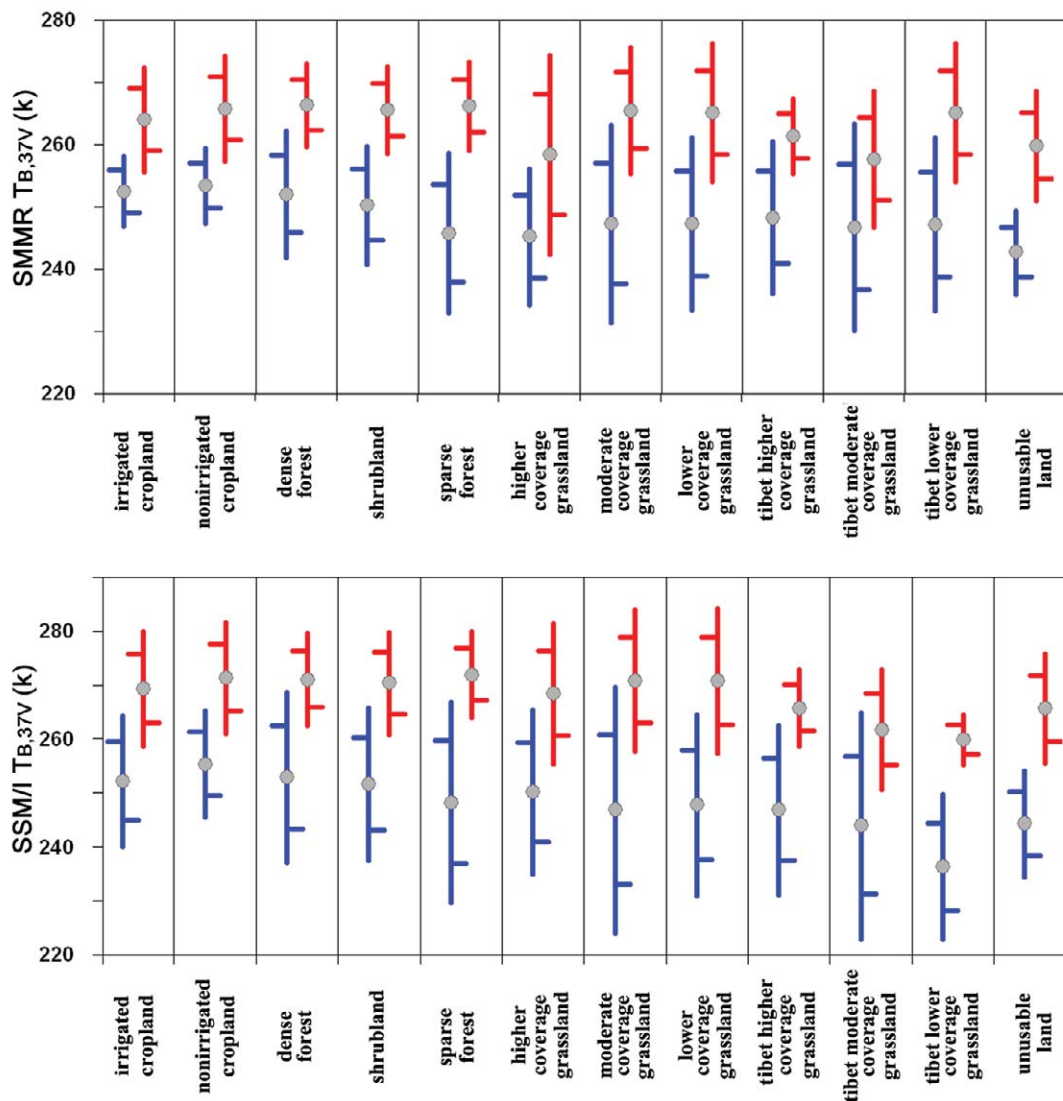 280
260
240
220
SMMR TB,37V (k)
irrigated
cropland
nonirrigated
cropland
dense
forest
shrubland
sparse
forest
higher
coverage
grassland
moderate
coverage
grassland
lower
coverage
grassland
tibet higher
coverage
grassland
tibet moderate
coverage
grassland
tibet lower
coverage
grassland
unusable
land
280
260
240
220
SSM/I TB,37V (k)
irrigated
cropland
nonirrigated
cropland
dense
forest
shrubland
sparse
forest
higher
coverage
grassland
moderate
coverage
grassland
lower
coverage
grassland
tibet higher
coverage
grassland
tibet moderate
coverage
grassland
tibet lower
coverage
grassland
unusable
land